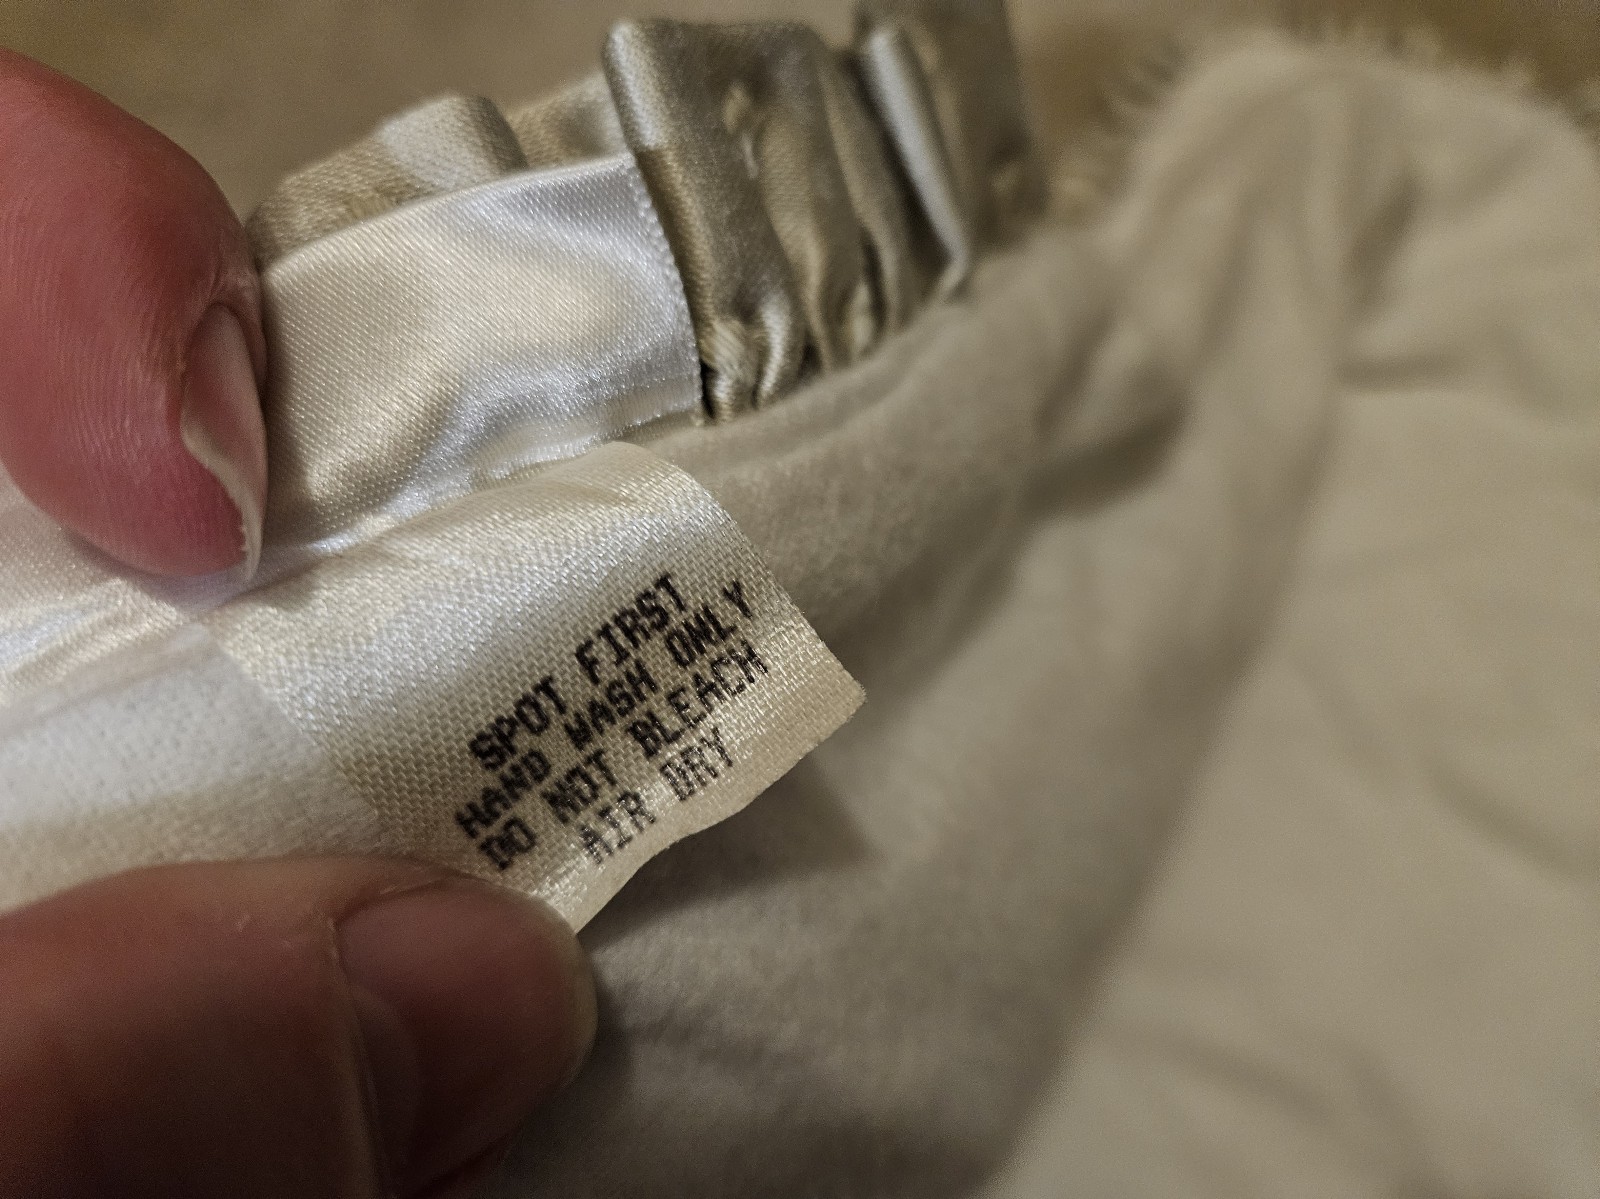 SPOT FIRST
HAND WASH ONLY
DO NOT BLEACH
AIR DRY